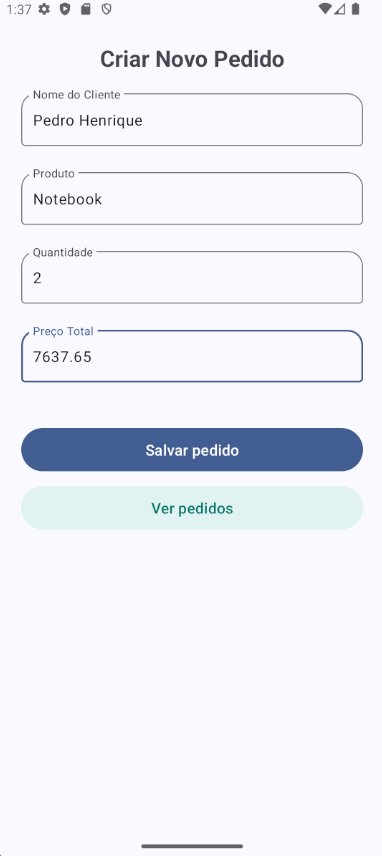 1:37
Criar Novo Pedido
Nome do Cliente
Pedro Henrique
Produto
Notebook
Quantidade
2
Preço Total
7637.65
Salvar pedido
Ver pedidos